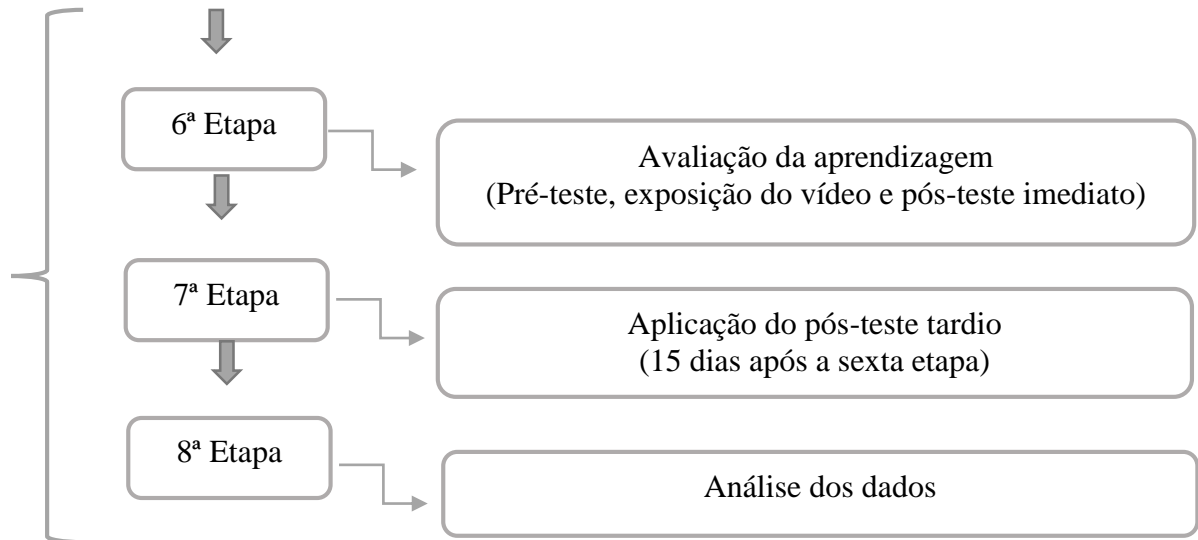 6ª Etapa
Avaliação da aprendizagem
(Pré-teste, exposição do vídeo e pós-teste imediato)
7ª Etapa
Aplicação do pós-teste tardio
(15 dias após a sexta etapa)
8ª Etapa
Análise dos dados